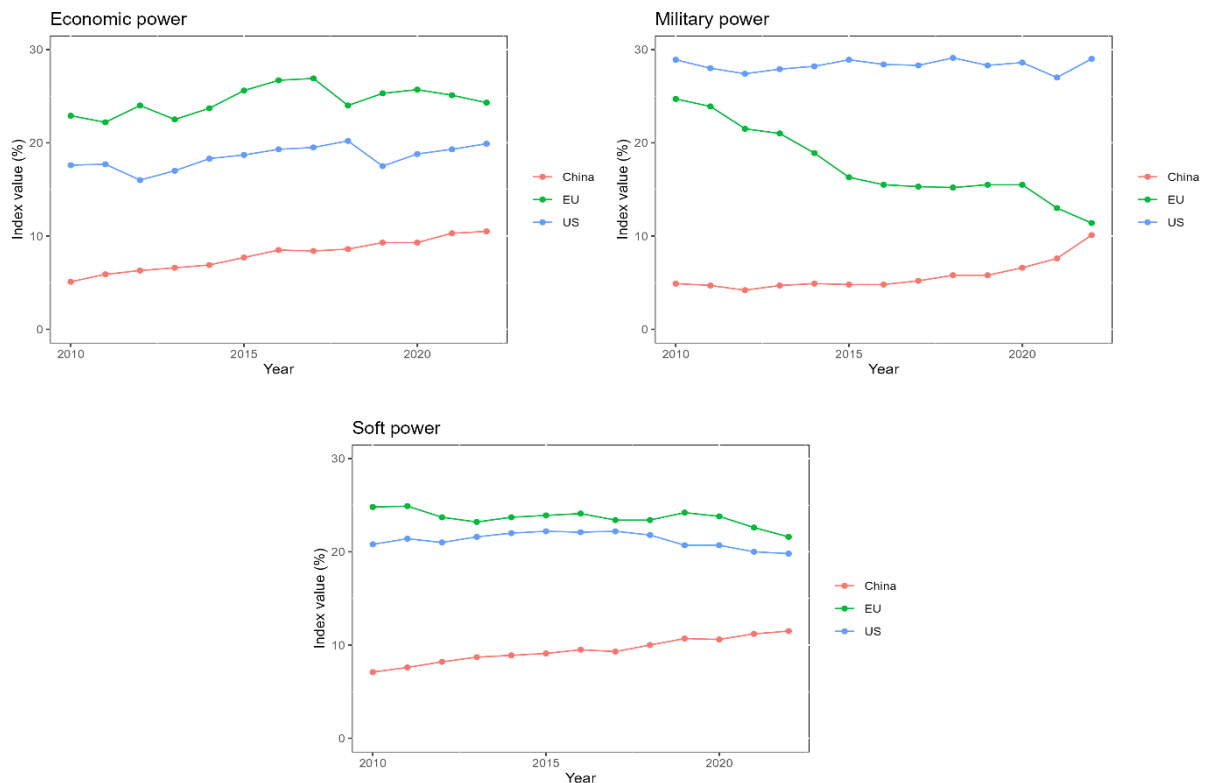 Economic power
30
20
10
0
Index value (%)
2010
2015
2020
Year
China
EU
US
Military power
30
20
10
0
Index value (%)
2010
2015
2020
Year
China
EU
US
Soft power
30
20
10
0
Index value (%)
2010
2015
2020
Year
China
EU
US